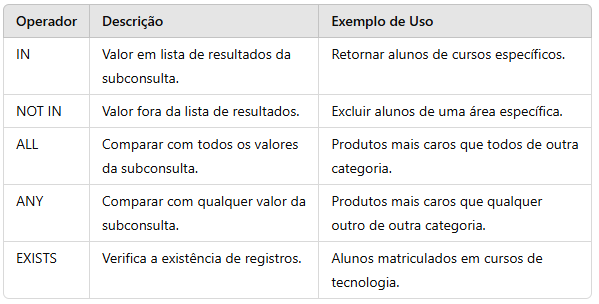 Operador Descrição Exemplo de Uso
IN Valor em lista de resultados da Retornar alunos de cursos específicos.
subconsulta.
NOT IN Valor fora da lista de resultados. Excluir alunos de uma área específica.
ALL Comparar com todos os valores Produtos mais caros que todos de outra
da subconsulta. categoria.
ANY Comparar com qualquer valor da Produtos mais caros que qualquer
subconsulta. outro de outra categoria.
EXISTS Verifica a existência de registros. Alunos matriculados em cursos de
tecnologia.